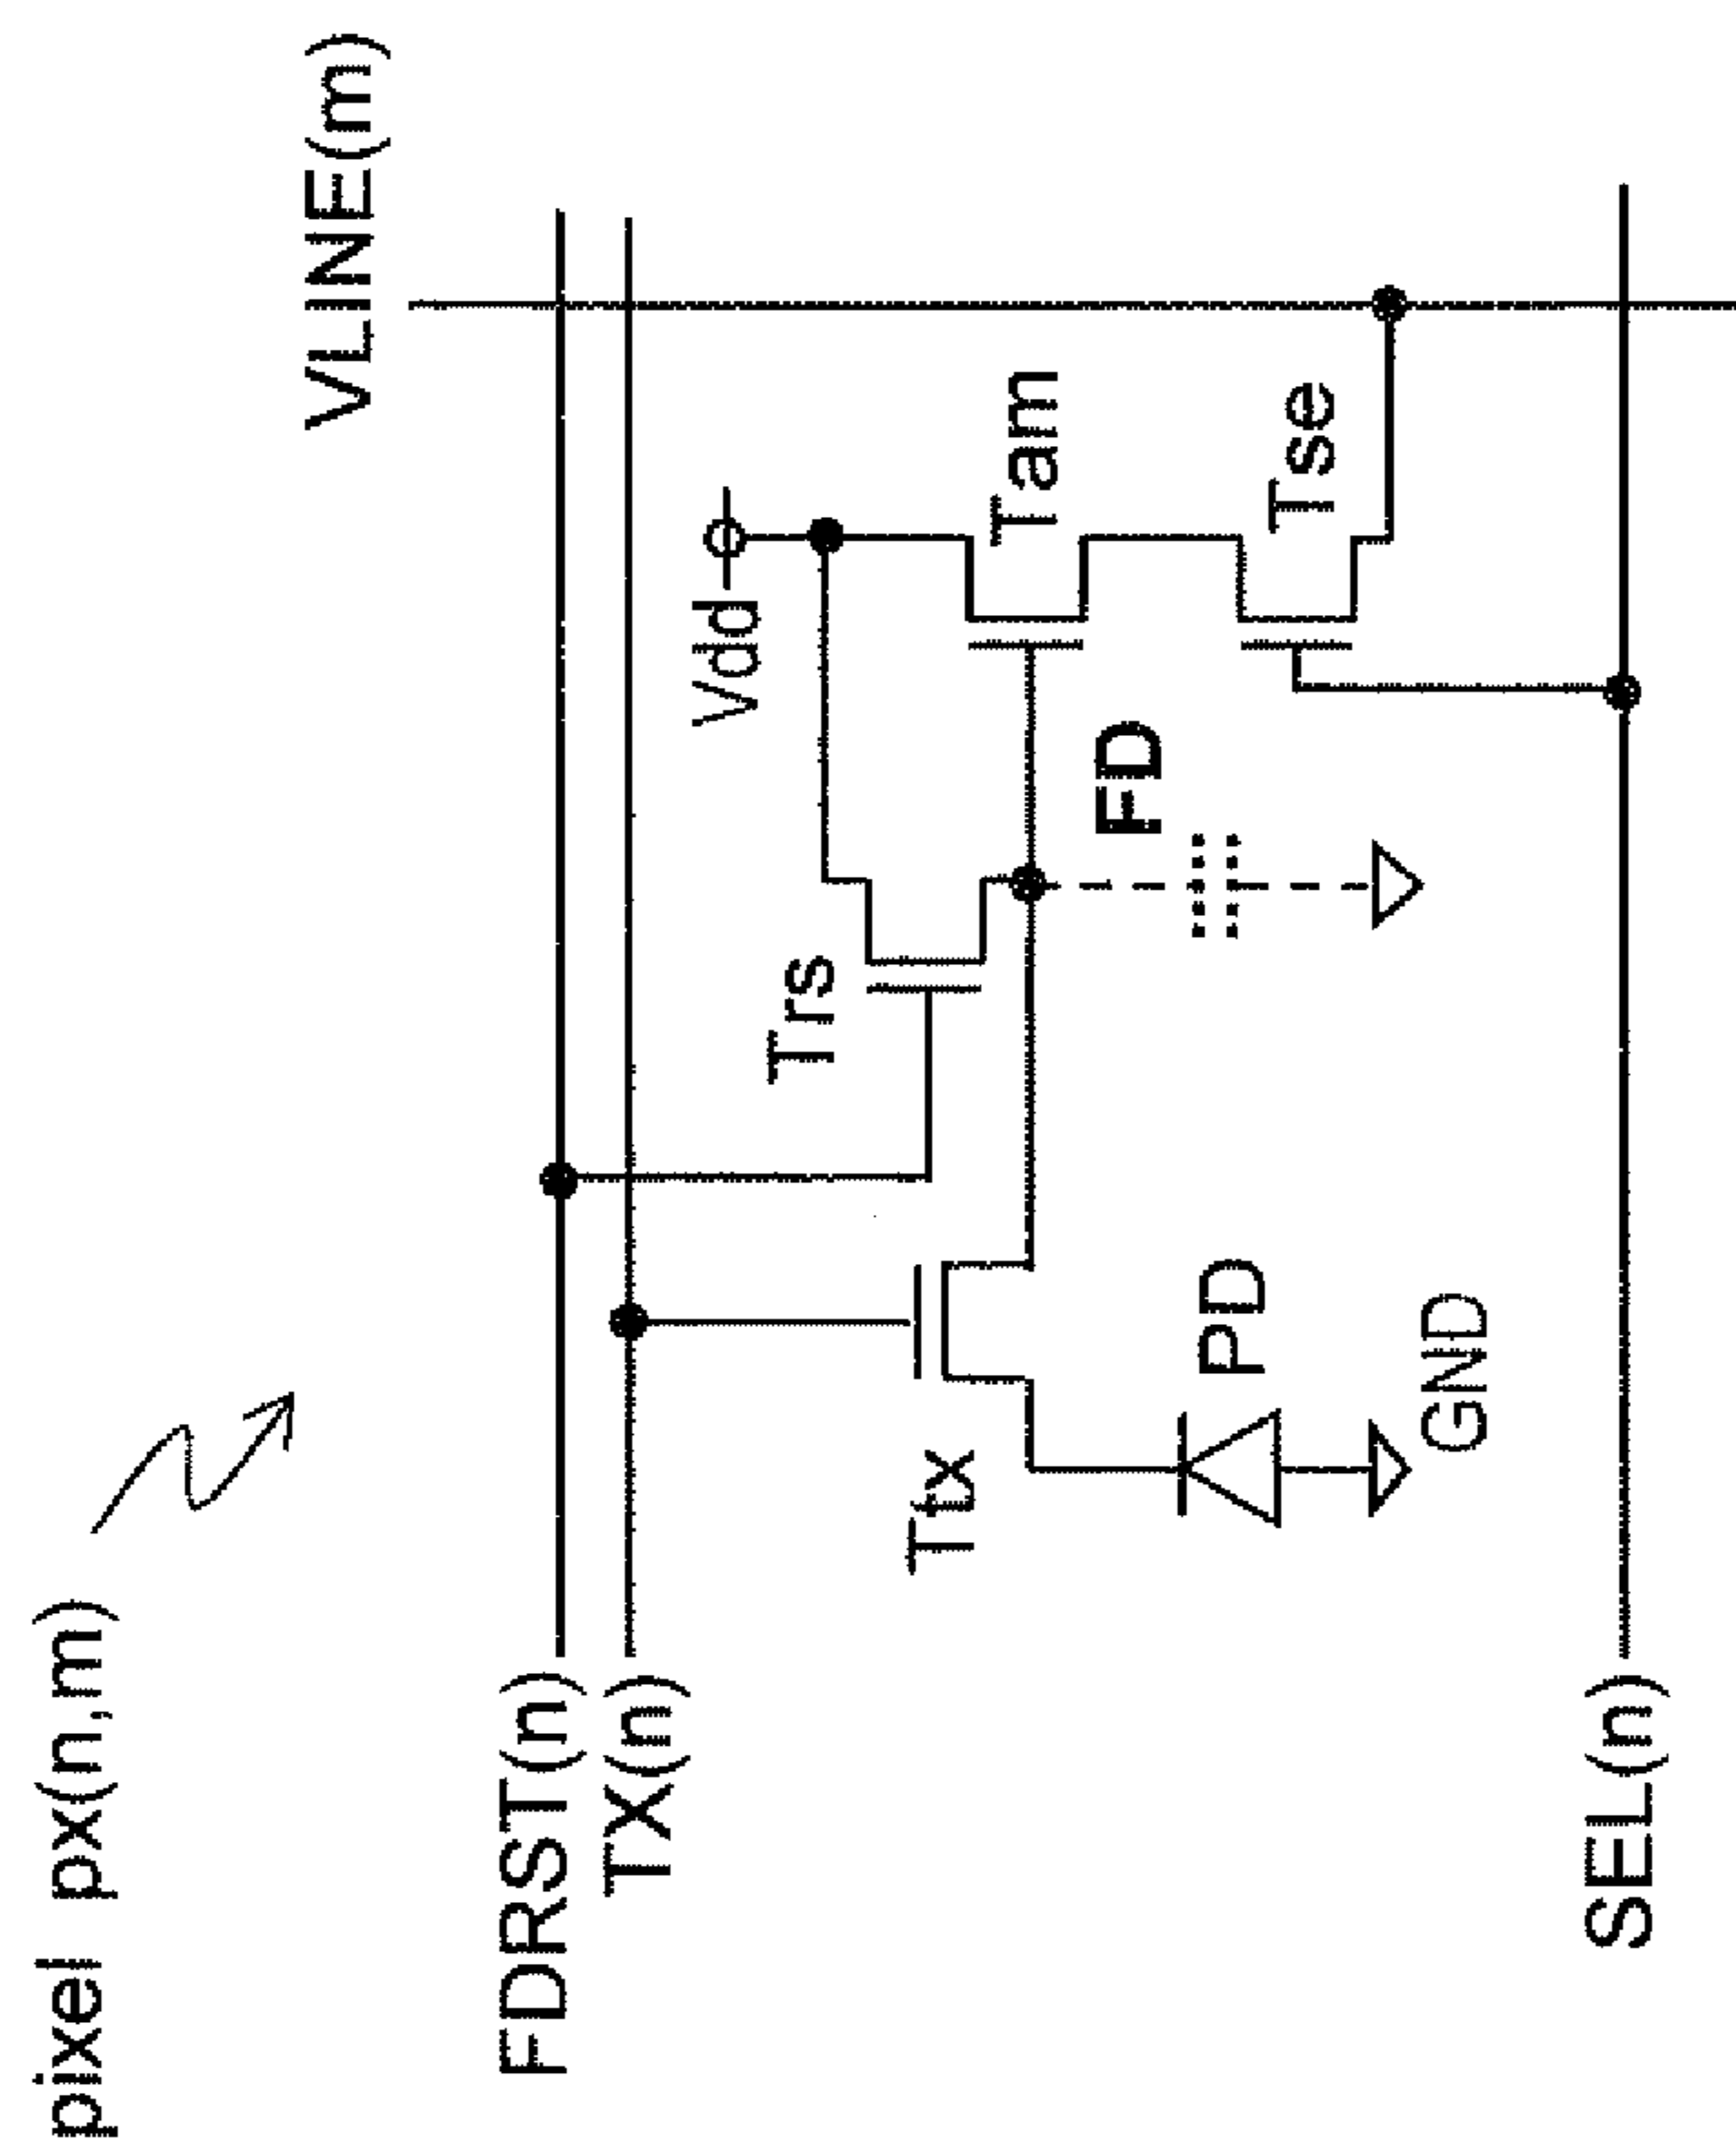 pixel px(n,m)
VLINE(m)
FDRST(n)
TX(n)
Vdd
Trs
Tam
Ttx
FD
Tse
PD
GND
SEL(n)